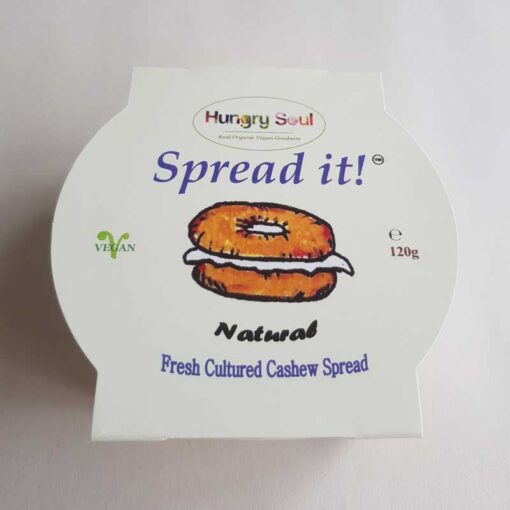 Hungry Soul
Real Organic Vegan Goodness
Spread it!™
VEGAN
℮
120g
Natural
Fresh Cultured Cashew Spread